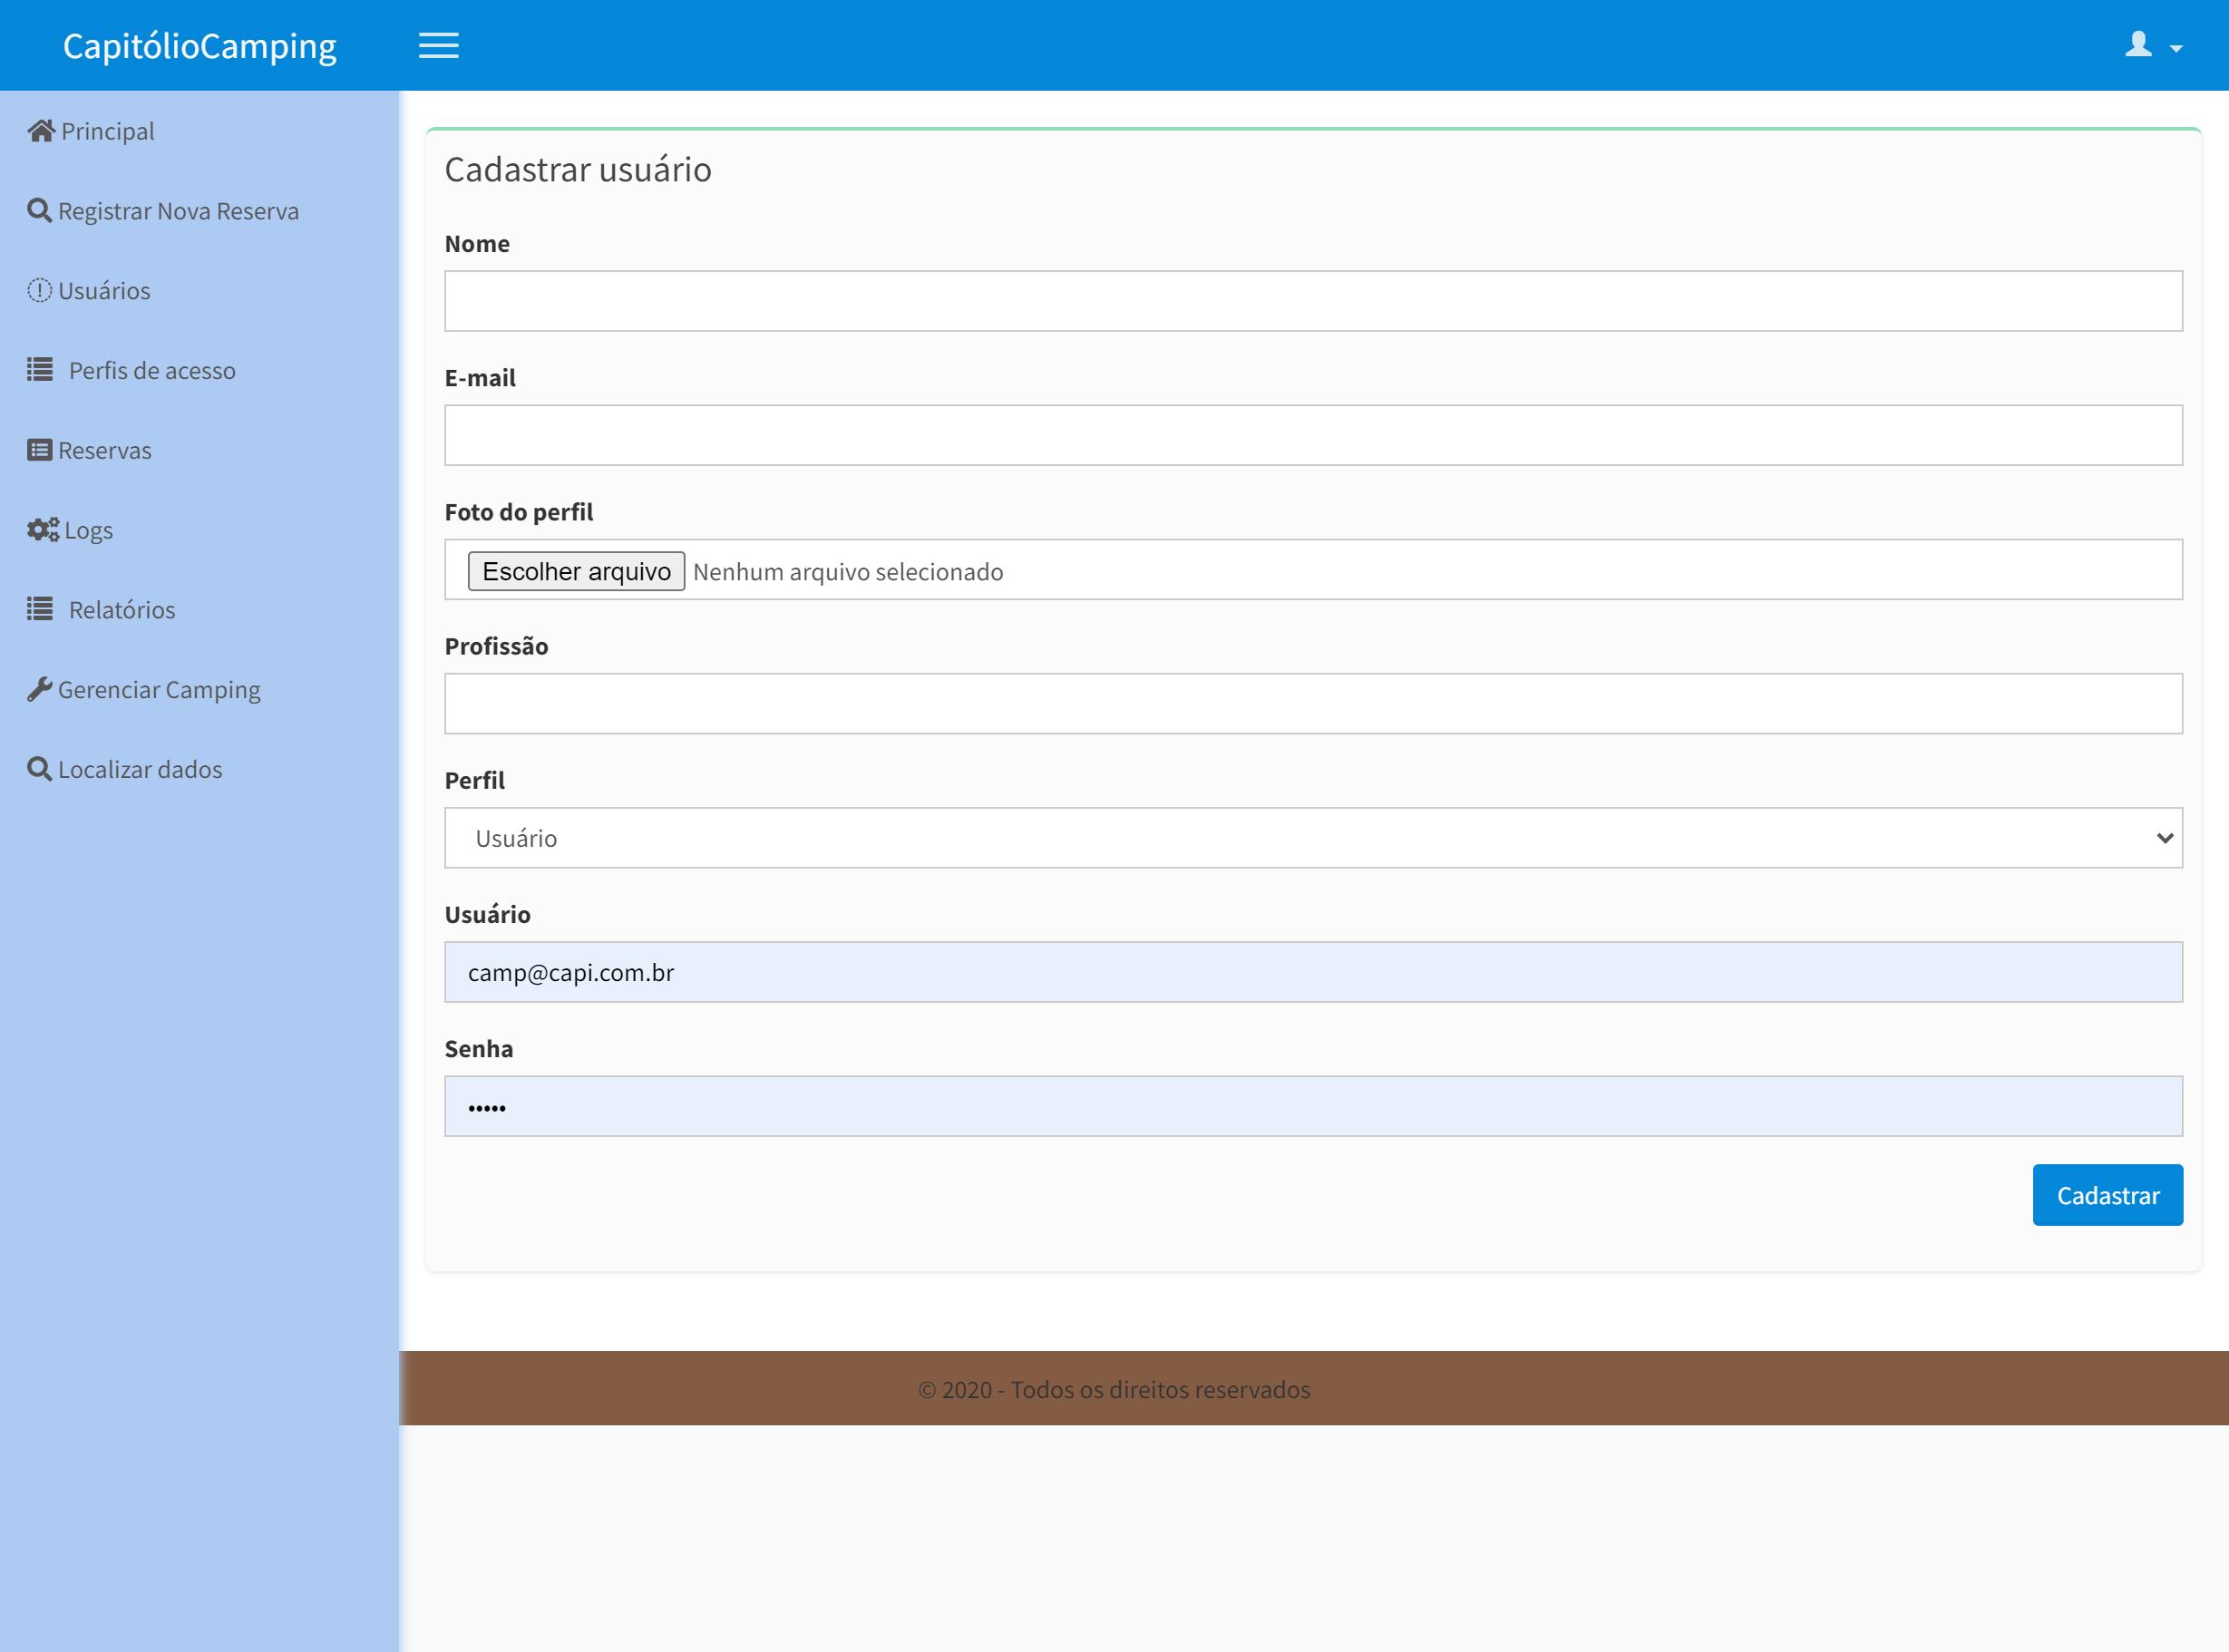 CapitólioCamping
Principal
Registrar Nova Reserva
Usuários
Perfis de acesso
Reservas
Logs
Relatórios
Gerenciar Camping
Localizar dados
Cadastrar usuário
Nome
E-mail
Foto do perfil
Escolher arquivo Nenhum arquivo selecionado
Profissão
Perfil
Usuário
Usuário
camp@capi.com.br
Senha
•••••
Cadastrar
© 2020 - Todos os direitos reservados